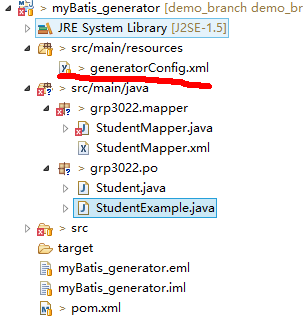 > myBatis_generator [demo_branch demo_br
JRE System Library [J2SE-1.5]
> src/main/resources
> generatorConfig.xml
> src/main/java
> grp3022.mapper
> StudentMapper.java
StudentMapper.xml
> grp3022.po
Student.java
StudentExample.java
> src
target
myBatis_generator.eml
myBatis_generator.iml
> pom.xml